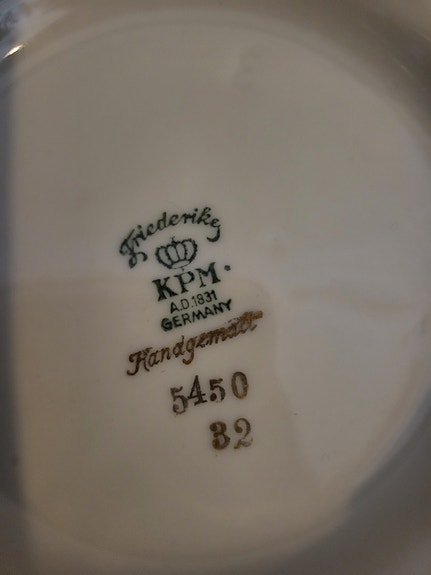 Friederike
KPM.
A.D.1831
GERMANY
Handgemalt
5450
32